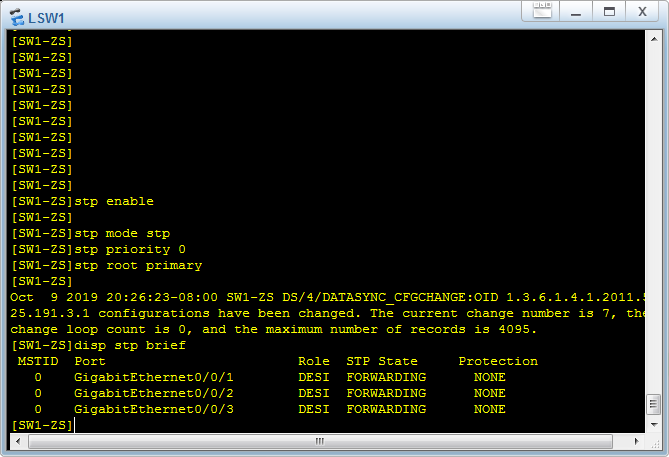 LSW1
[SW1-ZS]
[SW1-ZS]
[SW1-ZS]
[SW1-ZS]
[SW1-ZS]
[SW1-ZS]
[SW1-ZS]
[SW1-ZS]
[SW1-ZS]
[SW1-ZS]
[SW1-ZS]stp enable
[SW1-ZS]
[SW1-ZS]stp mode stp
[SW1-ZS]stp priority 0
[SW1-ZS]stp root primary
[SW1-ZS]
Oct  9 2019 20:26:23-08:00 SW1-ZS DS/4/DATASYNC_CFGCHANGE:OID 1.3.6.1.4.1.2011.5
25.191.3.1 configurations have been changed. The current change number is 7, the
change loop count is 0, and the maximum number of records is 4095.
[SW1-ZS]disp stp brief
 MSTID  Port                        Role  STP State     Protection
   0    GigabitEthernet0/0/1        DESI  FORWARDING      NONE
   0    GigabitEthernet0/0/2        DESI  FORWARDING      NONE
   0    GigabitEthernet0/0/3        DESI  FORWARDING      NONE
[SW1-ZS]